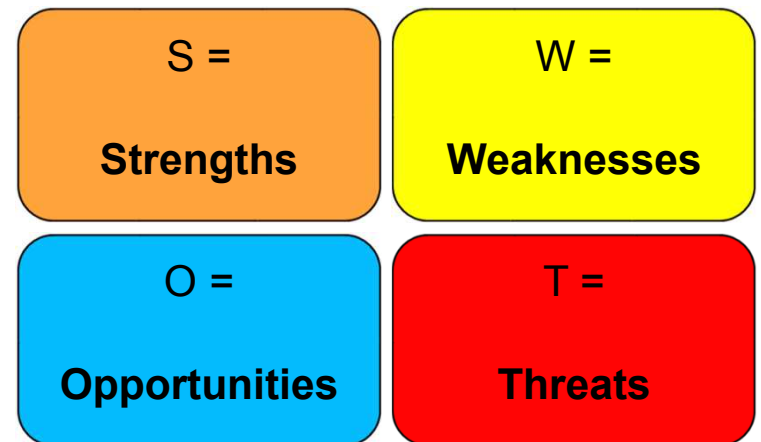 S =
Strengths
W =
Weaknesses
O =
Opportunities
T =
Threats